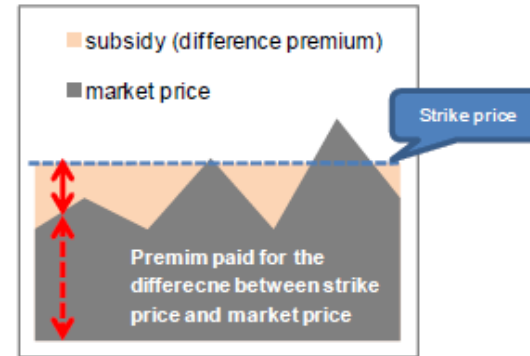 subsidy (difference premium)
market price
Strike price
Premim paid for the
differecne between strike
price and market price